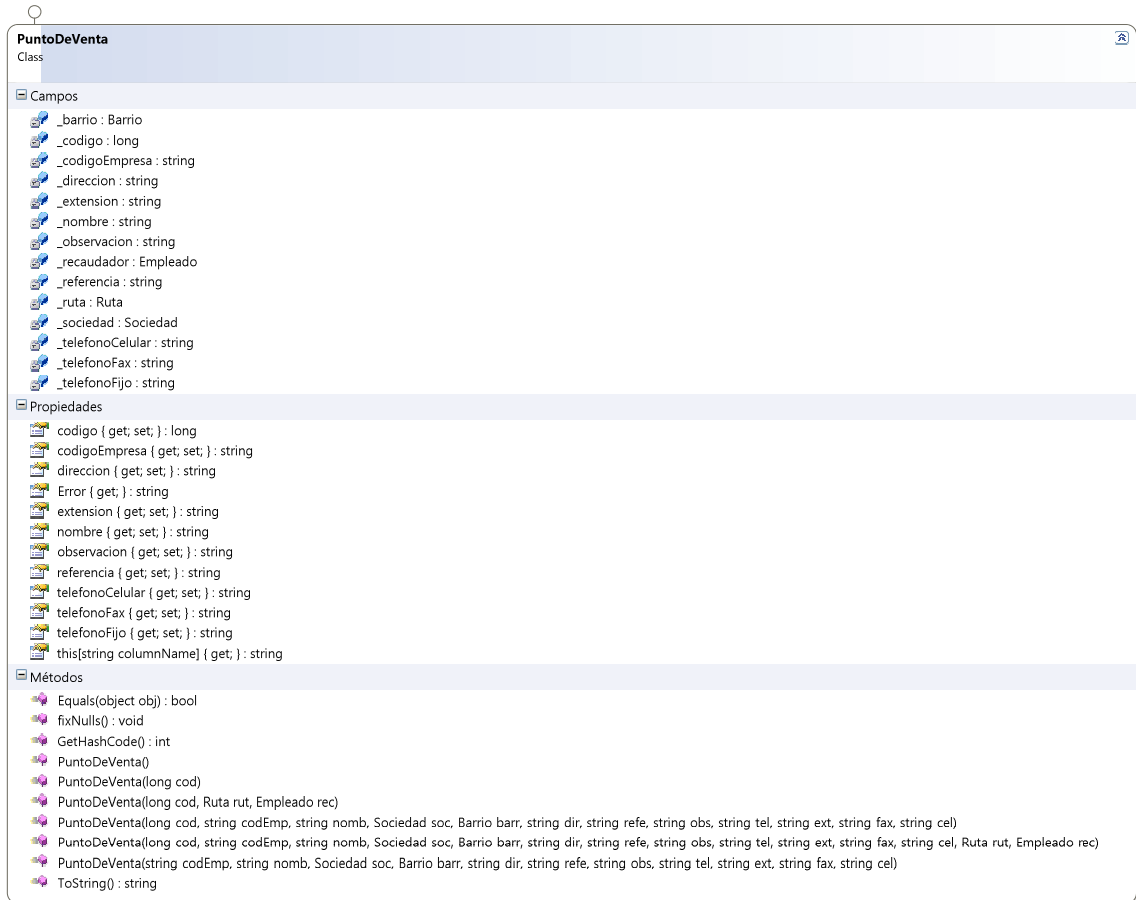 PuntoDeVenta
Class
Campos
_barrio : Barrio
_codigo : long
_codigoEmpresa : string
_direccion : string
_extension : string
_nombre : string
_observacion : string
_recaudador : Empleado
_referencia : string
_ruta : Ruta
_sociedad : Sociedad
_telefonoCelular : string
_telefonoFax : string
_telefonoFijo : string
Propiedades
codigo { get; set; } : long
codigoEmpresa { get; set; } : string
direccion { get; set; } : string
Error { get; } : string
extension { get; set; } : string
nombre { get; set; } : string
observacion { get; set; } : string
referencia { get; set; } : string
telefonoCelular { get; set; } : string
telefonoFax { get; set; } : string
telefonoFijo { get; set; } : string
this[string columnName] { get; } : string
Métodos
Equals(object obj) : bool
fixNulls() : void
GetHashCode() : int
PuntoDeVenta()
PuntoDeVenta(long cod)
PuntoDeVenta(long cod, Ruta rut, Empleado rec)
PuntoDeVenta(long cod, string codEmp, string nomb, Sociedad soc, Barrio barr, string dir, string refe, string obs, string tel, string ext, string fax, string cel)
PuntoDeVenta(long cod, string codEmp, string nomb, Sociedad soc, Barrio barr, string dir, string refe, string obs, string tel, string ext, string fax, string cel, Ruta rut, Empleado rec)
PuntoDeVenta(string codEmp, string nomb, Sociedad soc, Barrio barr, string dir, string refe, string obs, string tel, string ext, string fax, string cel)
ToString() : string